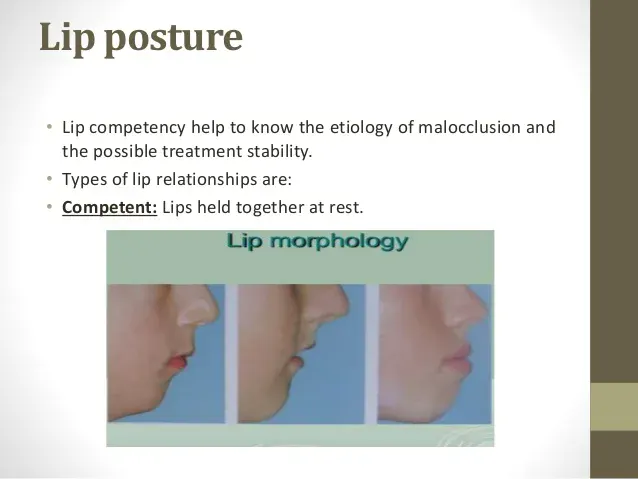 Lip posture
• Lip competency help to know the etiology of malocclusion and
the possible treatment stability.
• Types of lip relationships are:
• Competent: Lips held together at rest.
Lip morphology